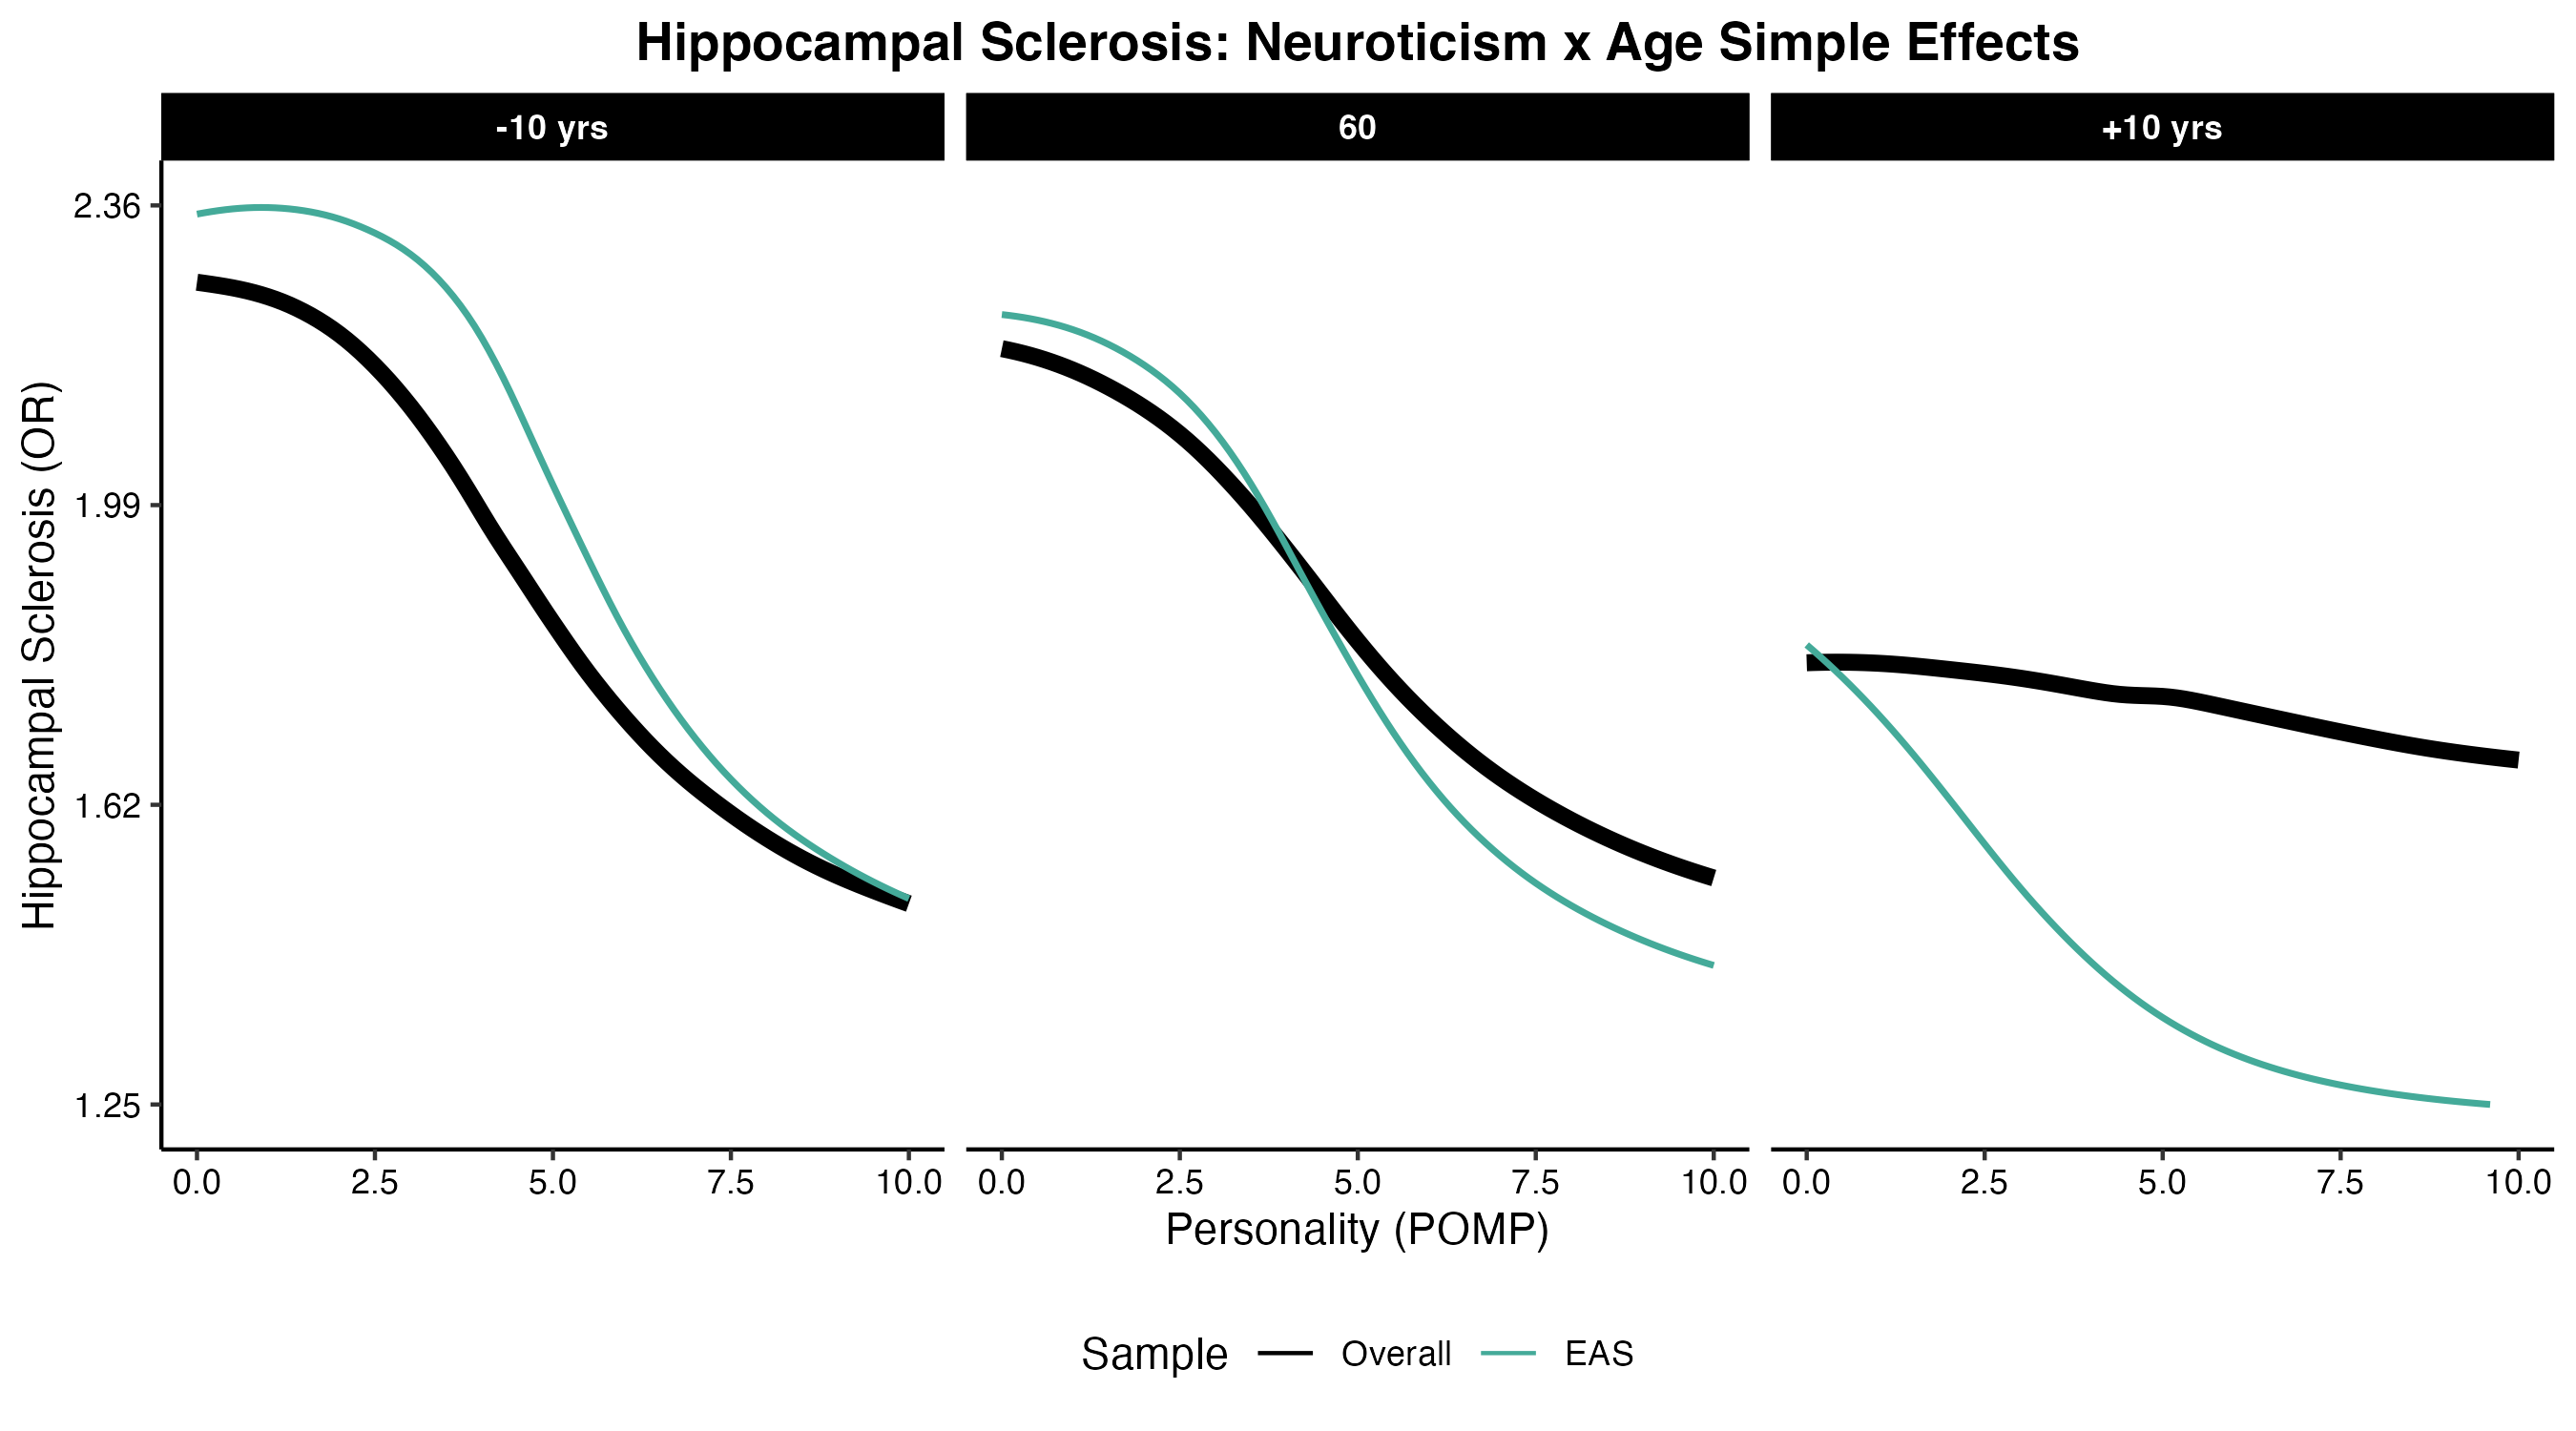 Hippocampal Sclerosis: Neuroticism x Age Simple Effects
-10 yrs 60 +10 yrs
Hippocampal Sclerosis (OR)
2.36
1.99
1.62
1.25
0.0 2.5 5.0 7.5 10.0 0.0 2.5 5.0 7.5 10.0 0.0 2.5 5.0 7.5 10.0
Personality (POMP)
Sample Overall EAS